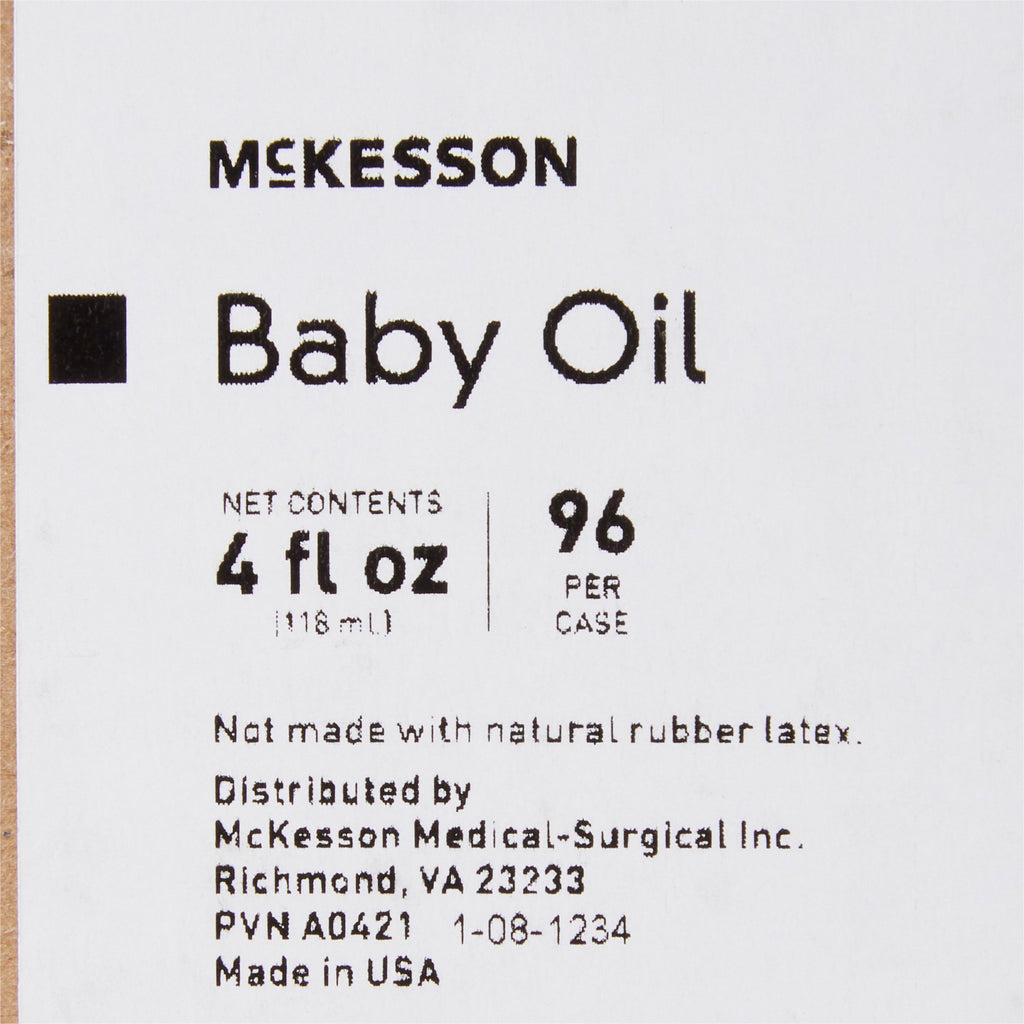 McKESSON
Baby Oil
NET CONTENTS
4 fl oz
(118 mL)
96
PER
CASE
Not made with natural rubber latex.
Distributed by
McKesson Medical-Surgical Inc.
Richmond, VA 23233
PVN A0421 1-08-1234
Made in USA